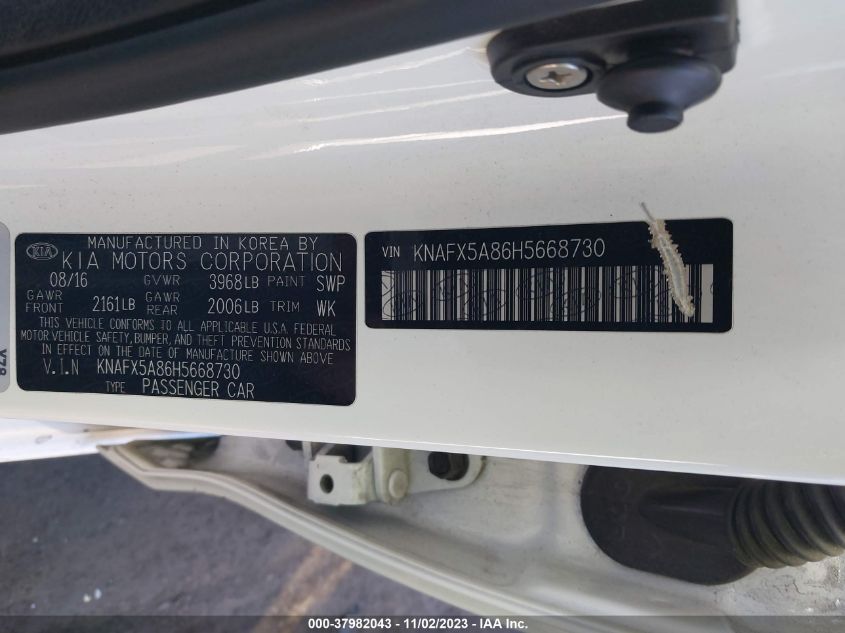 KIA
MANUFACTURED IN KOREA BY
KIA MOTORS CORPORATION
08/16 GVWR 3968LB PAINT SWP
GAWR FRONT 2161LB GAWR REAR 2006LB TRIM WK
THIS VEHICLE CONFORMS TO ALL APPLICABLE U.S.A. FEDERAL
MOTOR VEHICLE SAFETY, BUMPER, AND THEFT PREVENTION STANDARDS
IN EFFECT ON THE DATE OF MANUFACTURE SHOWN ABOVE
V.I.N KNAFX5A86H5668730
TYPE PASSENGER CAR
VIN KNAFX5A86H5668730
000-37982043 - 11/02/2023 - IAA Inc.